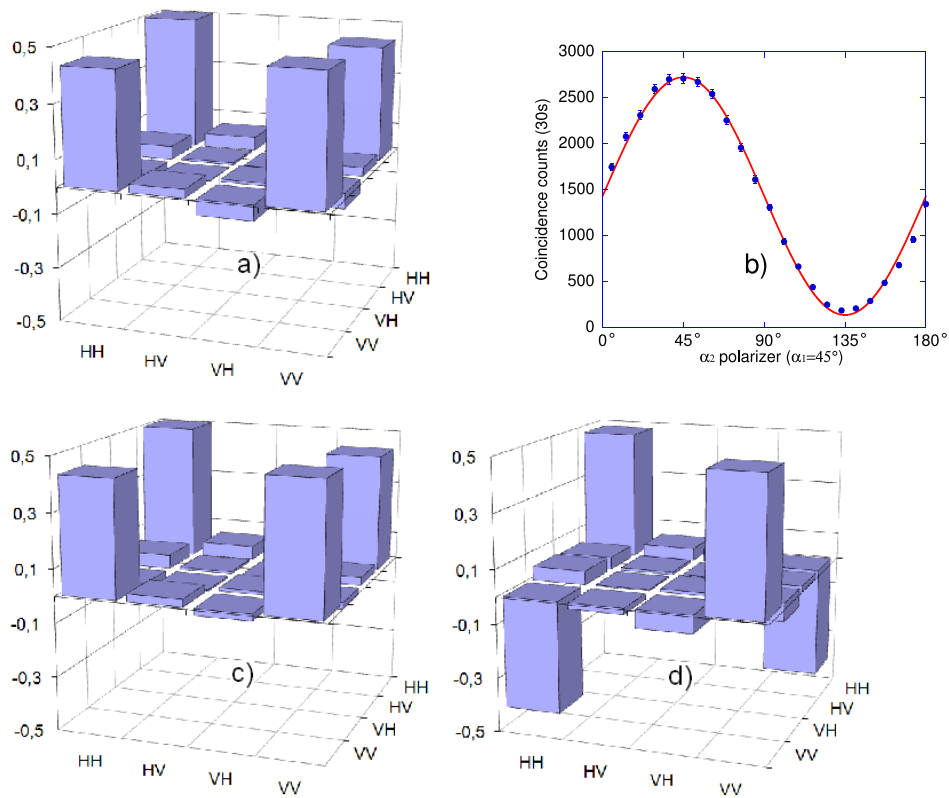 0,5
0,3
0,1
-0,1
-0,3
-0,5
HH
HV
VH
VV
HH
HV
VH
VV
a)
3000
2500
2000
1500
1000
500
0
0° 45° 90° 135° 180°
Coincidence counts (30s)
α₂ polarizer (α₁=45°)
b)
0,5
0,3
0,1
-0,1
-0,3
-0,5
HH
HV
VH
VV
HH
HV
VH
VV
c)
0,5
0,3
0,1
-0,1
-0,3
-0,5
HH
HV
VH
VV
HH
HV
VH
VV
d)